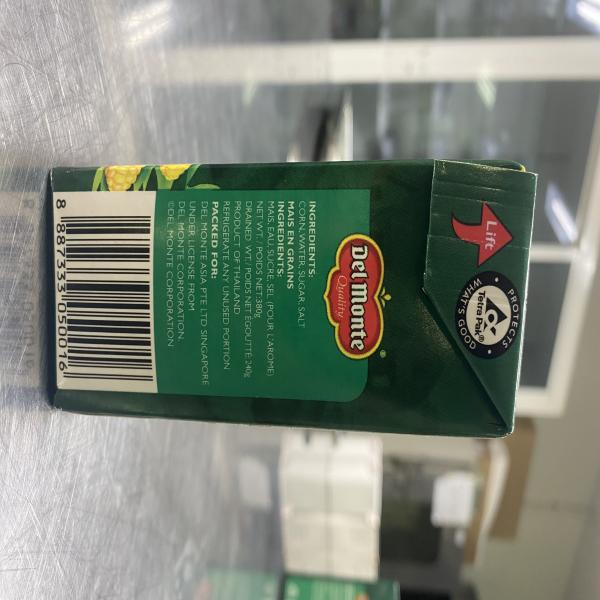 Lift
PROTECTS
WHAT'S GOOD
Tetra Pak®
Del Monte
®
Quality
INGREDIENTS:
CORN, WATER, SUGAR, SALT
MAIS EN GRAINS
INGREDIENTS:
MAIS, EAU, SUCRE, SEL (POUR L'AROME)
NET WT./ POIDS NET: 380g
DRAINED WT./ POIDS NET EGOUTTÉ: 240g
PRODUCT OF THAILAND
REFRIGERATE ANY UNUSED PORTION
PACKED FOR:
DEL MONTE ASIA PTE LTD SINGAPORE
UNDER LICENSE FROM
DEL MONTE CORPORATION.
©DEL MONTE CORPORATION
8 887333 050016